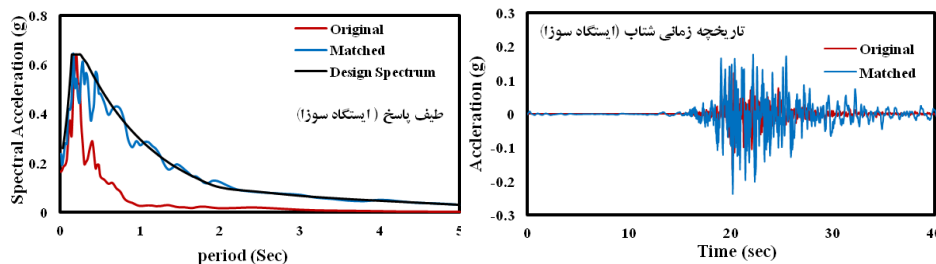 Spectral Acceleration (g)
0.8
0.6
0.4
0.2
0
0
1
2
3
4
5
period (Sec)
Original
Matched
Design Spectrum
طیف پاسخ ( ایستگاه سوزا)
Accleration (g)
0.3
0.2
0.1
0
-0.1
-0.2
-0.3
0
10
20
30
40
Time (sec)
تاریخچه زمانی شتاب (ایستگاه سوزا)
Original
Matched